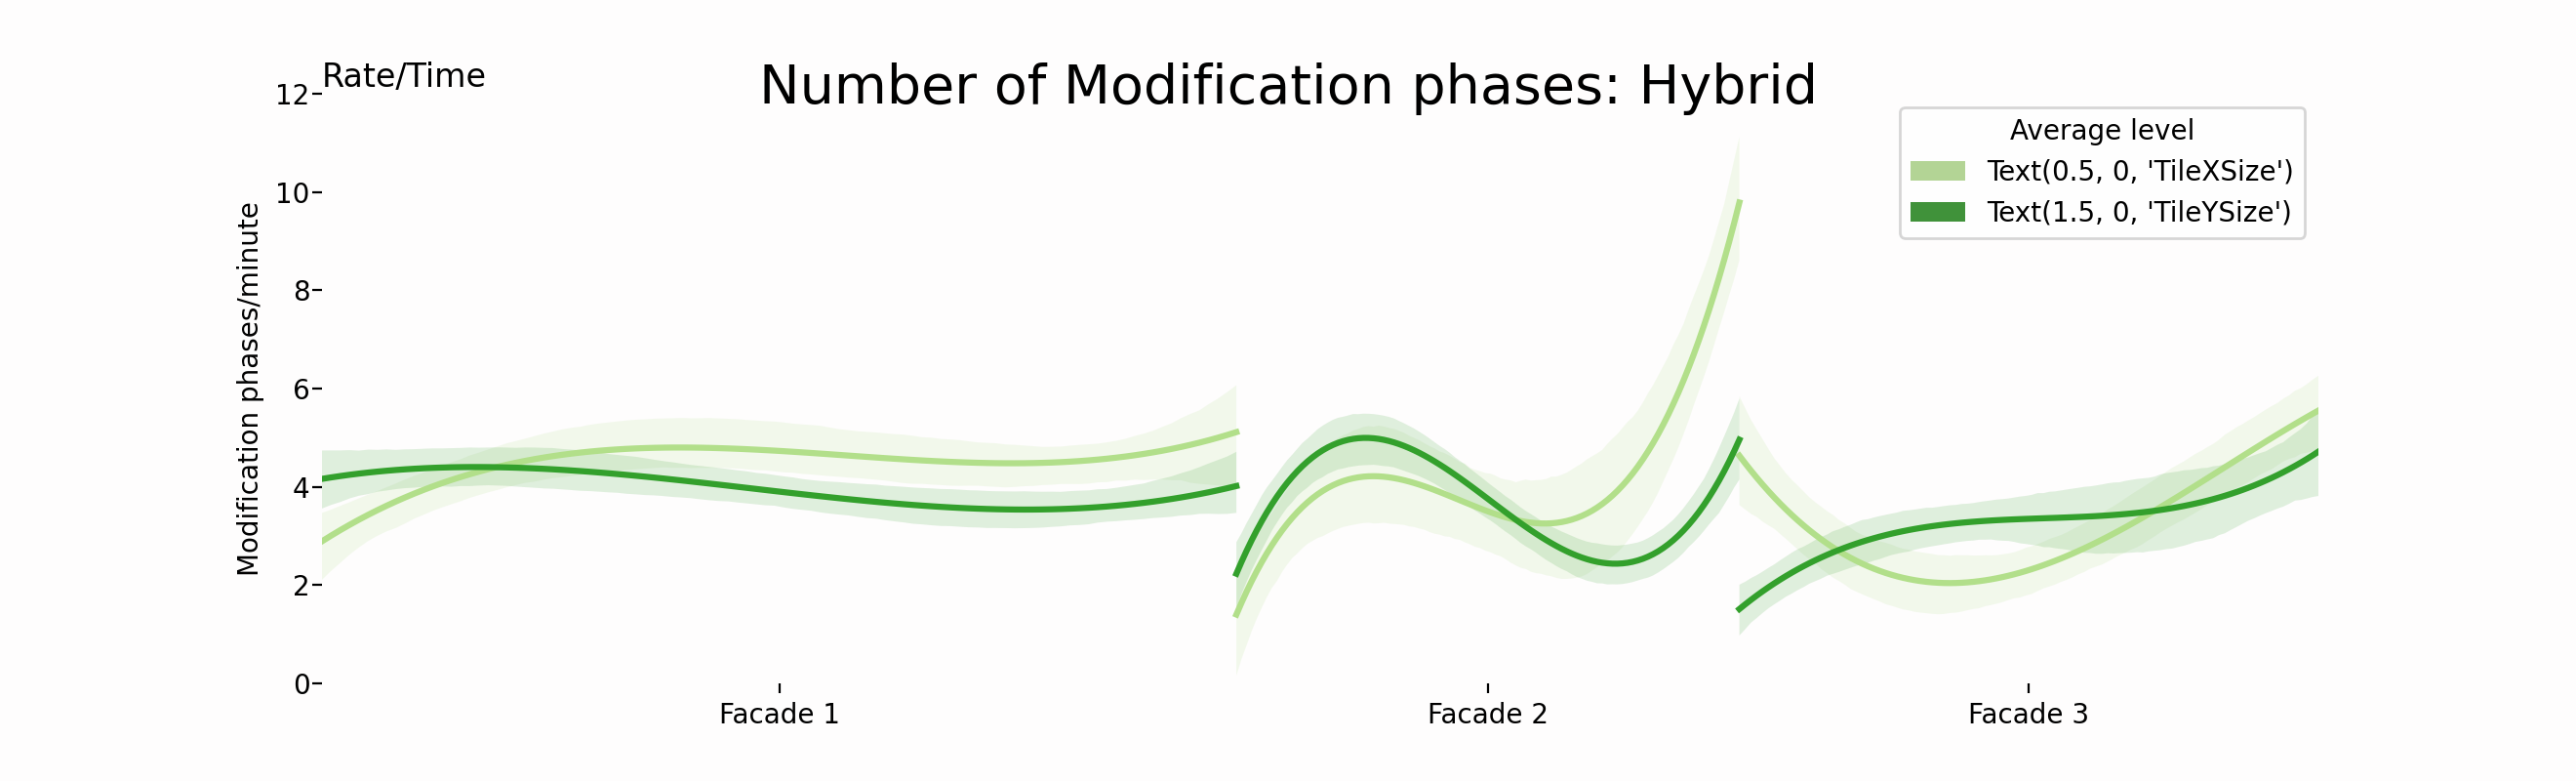 Rate/Time
Number of Modification phases: Hybrid
Modification phases/minute
12
10
8
6
4
2
0
Average level
Text(0.5, 0, 'TileXSize')
Text(1.5, 0, 'TileYSize')
Facade 1
Facade 2
Facade 3